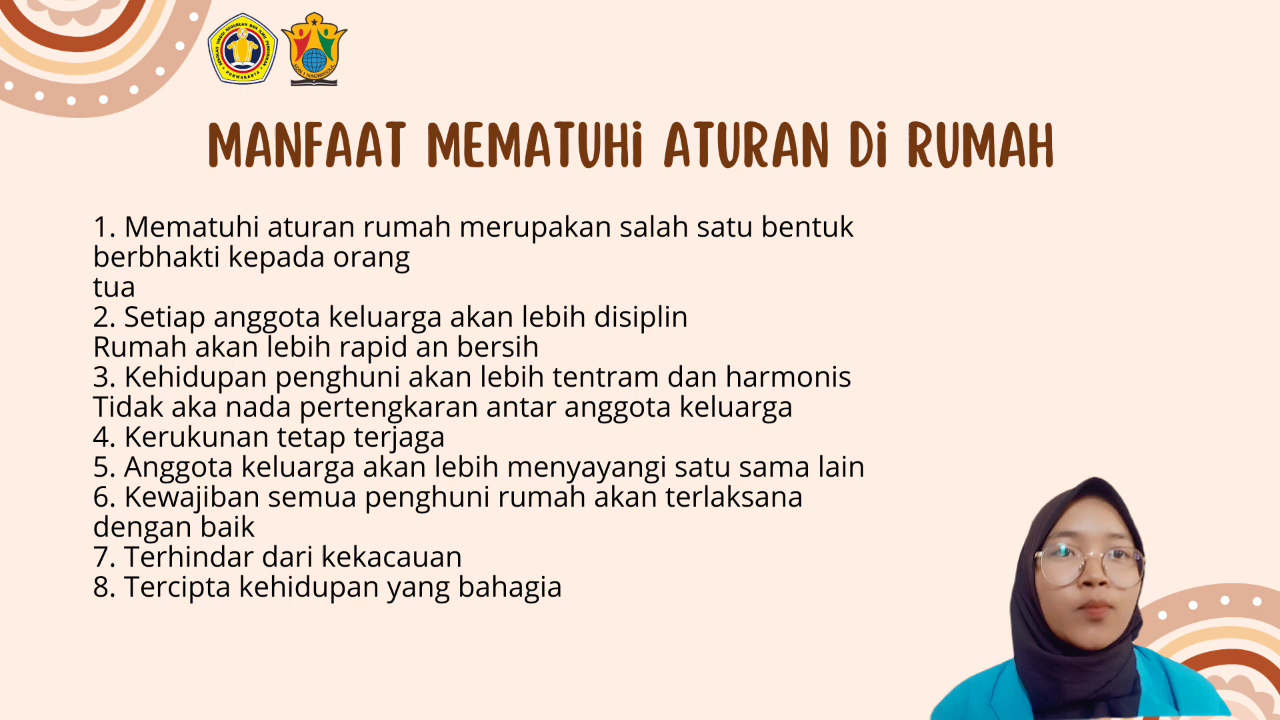 MANFAAT MEMATUHi ATURAN Di RUMAH
1. Mematuhi aturan rumah merupakan salah satu bentuk
berbhakti kepada orang
tua
2. Setiap anggota keluarga akan lebih disiplin
Rumah akan lebih rapid an bersih
3. Kehidupan penghuni akan lebih tentram dan harmonis
Tidak aka nada pertengkaran antar anggota keluarga
4. Kerukunan tetap terjaga
5. Anggota keluarga akan lebih menyayangi satu sama lain
6. Kewajiban semua penghuni rumah akan terlaksana
dengan baik
7. Terhindar dari kekacauan
8. Tercipta kehidupan yang bahagia